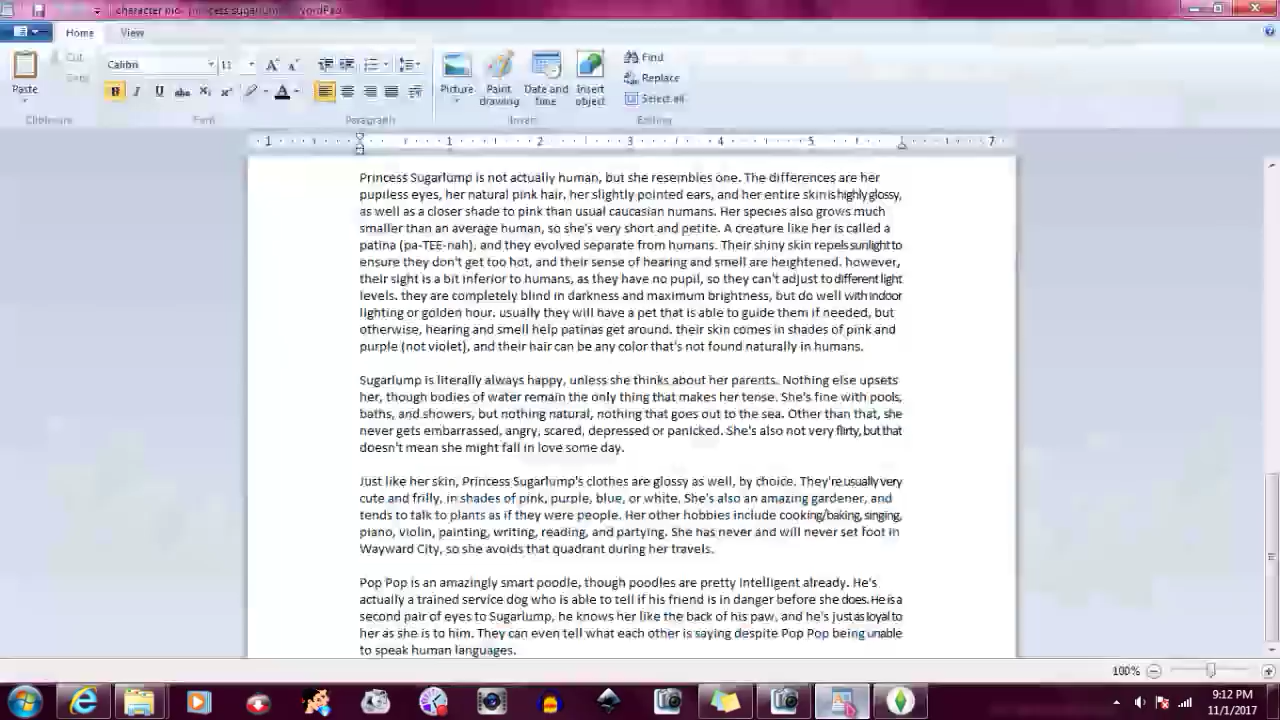 character bio- princess sugarlump - WordPad
Home View
Cut
Copy
Paste
Clipboard
Calibri 11
Font
Paragraph
Picture
Paint drawing
Date and time
Insert object
Insert
Find
Replace
Select all
Editing
1 1 2 3 4 5 7
Princess Sugarlump is not actually human, but she resembles one. The differences are her
pupiless eyes, her natural pink hair, her slightly pointed ears, and her entire skin is highly glossy,
as well as a closer shade to pink than usual caucasian humans. Her species also grows much
smaller than an average human, so she's very short and petite. A creature like her is called a
patina (pa-TEE-nah), and they evolved separate from humans. Their shiny skin repels sunlight to
ensure they don't get too hot, and their sense of hearing and smell are heightened. however,
their sight is a bit inferior to humans, as they have no pupil, so they can't adjust to different light
levels. they are completely blind in darkness and maximum brightness, but do well with indoor
lighting or golden hour. usually they will have a pet that is able to guide them if needed, but
otherwise, hearing and smell help patinas get around. their skin comes in shades of pink and
purple (not violet), and their hair can be any color that's not found naturally in humans.
Sugarlump is literally always happy, unless she thinks about her parents. Nothing else upsets
her, though bodies of water remain the only thing that makes her tense. She's fine with pools,
baths, and showers, but nothing natural, nothing that goes out to the sea. Other than that, she
never gets embarrassed, angry, scared, depressed or panicked. She's also not very flirty, but that
doesn't mean she might fall in love some day.
Just like her skin, Princess Sugarlump's clothes are glossy as well, by choice. They're usually very
cute and frilly, in shades of pink, purple, blue, or white. She's also an amazing gardener, and
tends to talk to plants as if they were people. Her other hobbies include cooking/baking, singing,
piano, violin, painting, writing, reading, and partying. She has never and will never set foot in
Wayward City, so she avoids that quadrant during her travels.
Pop Pop is an amazingly smart poodle, though poodles are pretty intelligent already. He's
actually a trained service dog who is able to tell if his friend is in danger before she does. He is a
second pair of eyes to Sugarlump, he knows her like the back of his paw, and he's just as loyal to
her as she is to him. They can even tell what each other is saying despite Pop Pop being unable
to speak human languages.
100%
9:12 PM
11/1/2017